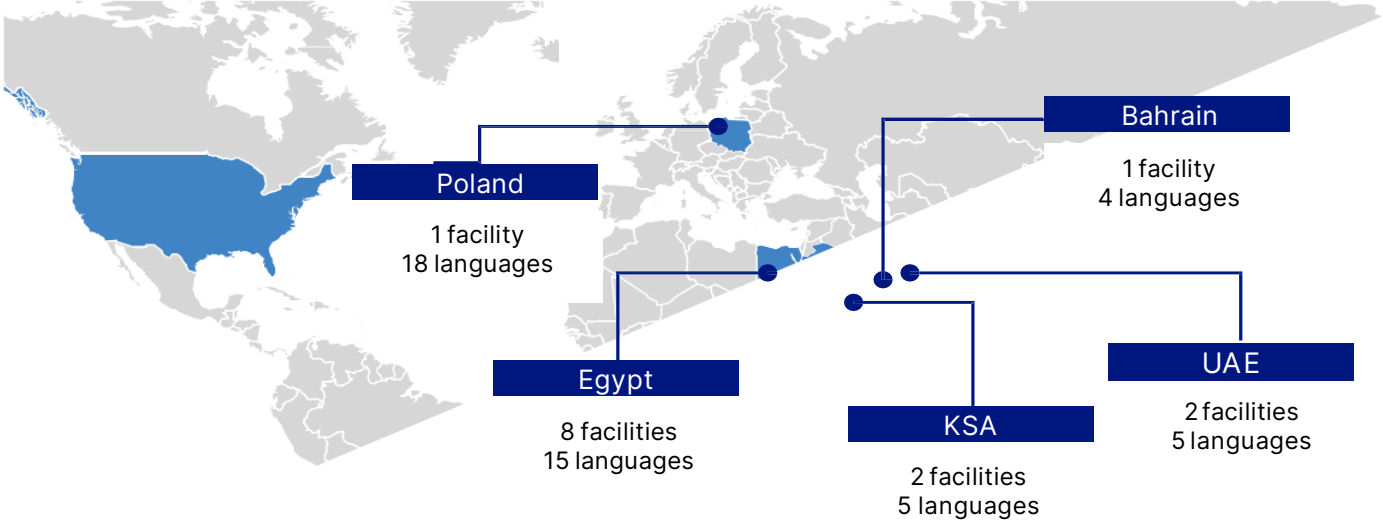 Bahrain
1 facility
4 languages
Poland
1 facility
18 languages
Egypt
8 facilities
15 languages
KSA
2 facilities
5 languages
UAE
2 facilities
5 languages